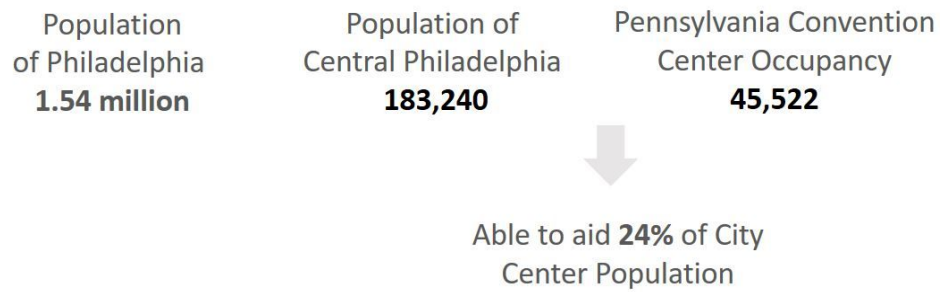 Population
of Philadelphia
1.54 million
Population of
Central Philadelphia
183,240
Pennsylvania Convention
Center Occupancy
45,522
Able to aid 24% of City
Center Population